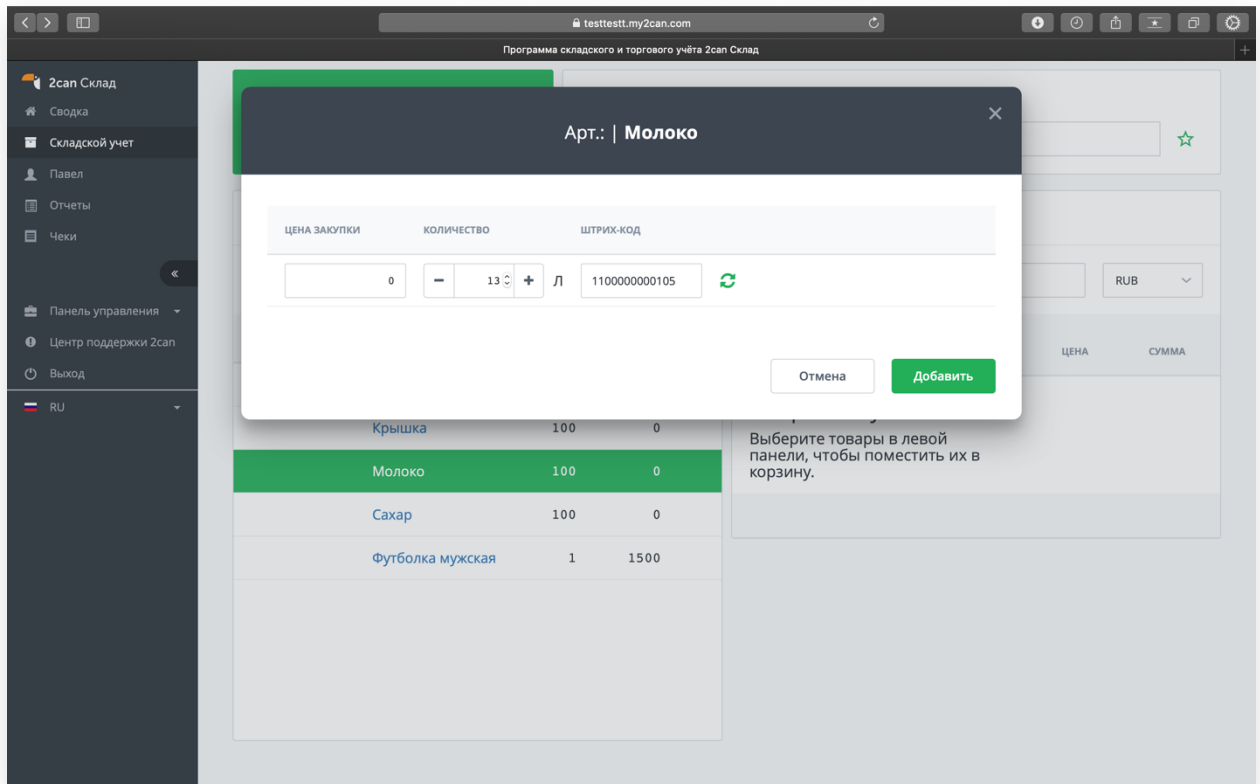 testtestt.my2can.com
Программа складского и торгового учёта 2can Склад
2can Склад
Сводка
Складской учет
Павел
Отчеты
Чеки
«
Панель управления
Центр поддержки 2can
Выход
RU
Арт.: | Молоко
ЦЕНА ЗАКУПКИ КОЛИЧЕСТВО ШТРИХ-КОД
0 − 13 + Л 1100000000105
Отмена Добавить
RUB
ЦЕНА СУММА
Крышка 100 0
Молоко 100 0
Сахар 100 0
Футболка мужская 1 1500
Выберите товары в левой
панели, чтобы поместить их в
корзину.